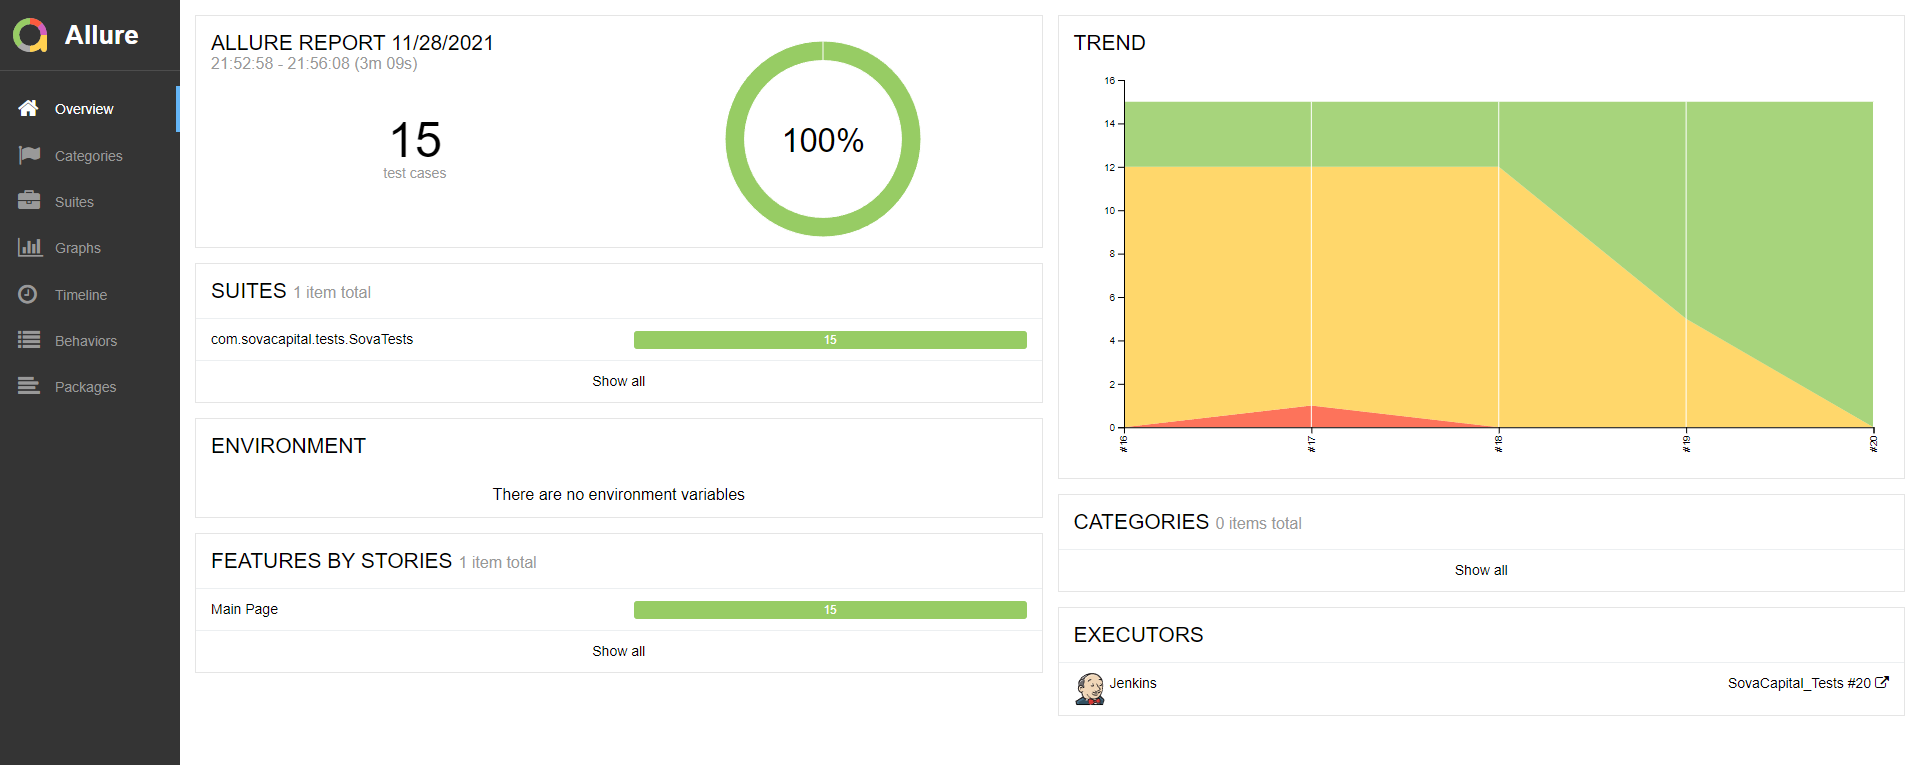 Allure
Overview
Categories
Suites
Graphs
Timeline
Behaviors
Packages
ALLURE REPORT 11/28/2021
21:52:58 - 21:56:08 (3m 09s)
15
test cases
100%
SUITES 1 item total
com.sovacapital.tests.SovaTests 15
Show all
ENVIRONMENT
There are no environment variables
FEATURES BY STORIES 1 item total
Main Page 15
Show all
TREND
16
14
12
10
8
6
4
2
0
#16 #17 #18 #19 #20
CATEGORIES 0 items total
Show all
EXECUTORS
Jenkins SovaCapital_Tests #20